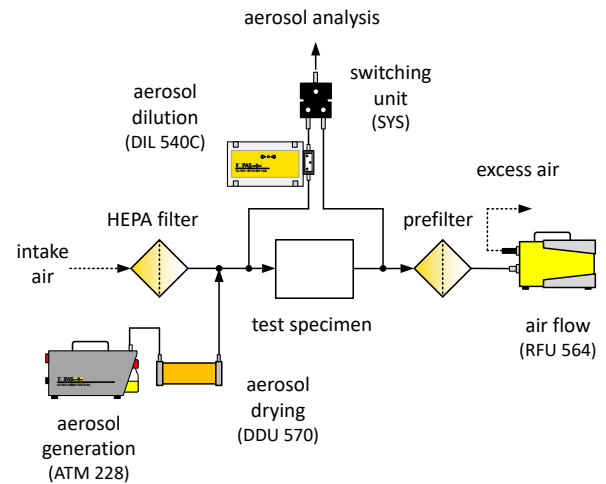 aerosol analysis
aerosol
dilution
(DIL 540C)
switching
unit
(SYS)
excess air
HEPA filter
prefilter
intake
air
test specimen
air flow
(RFU 564)
aerosol
drying
(DDU 570)
aerosol
generation
(ATM 228)